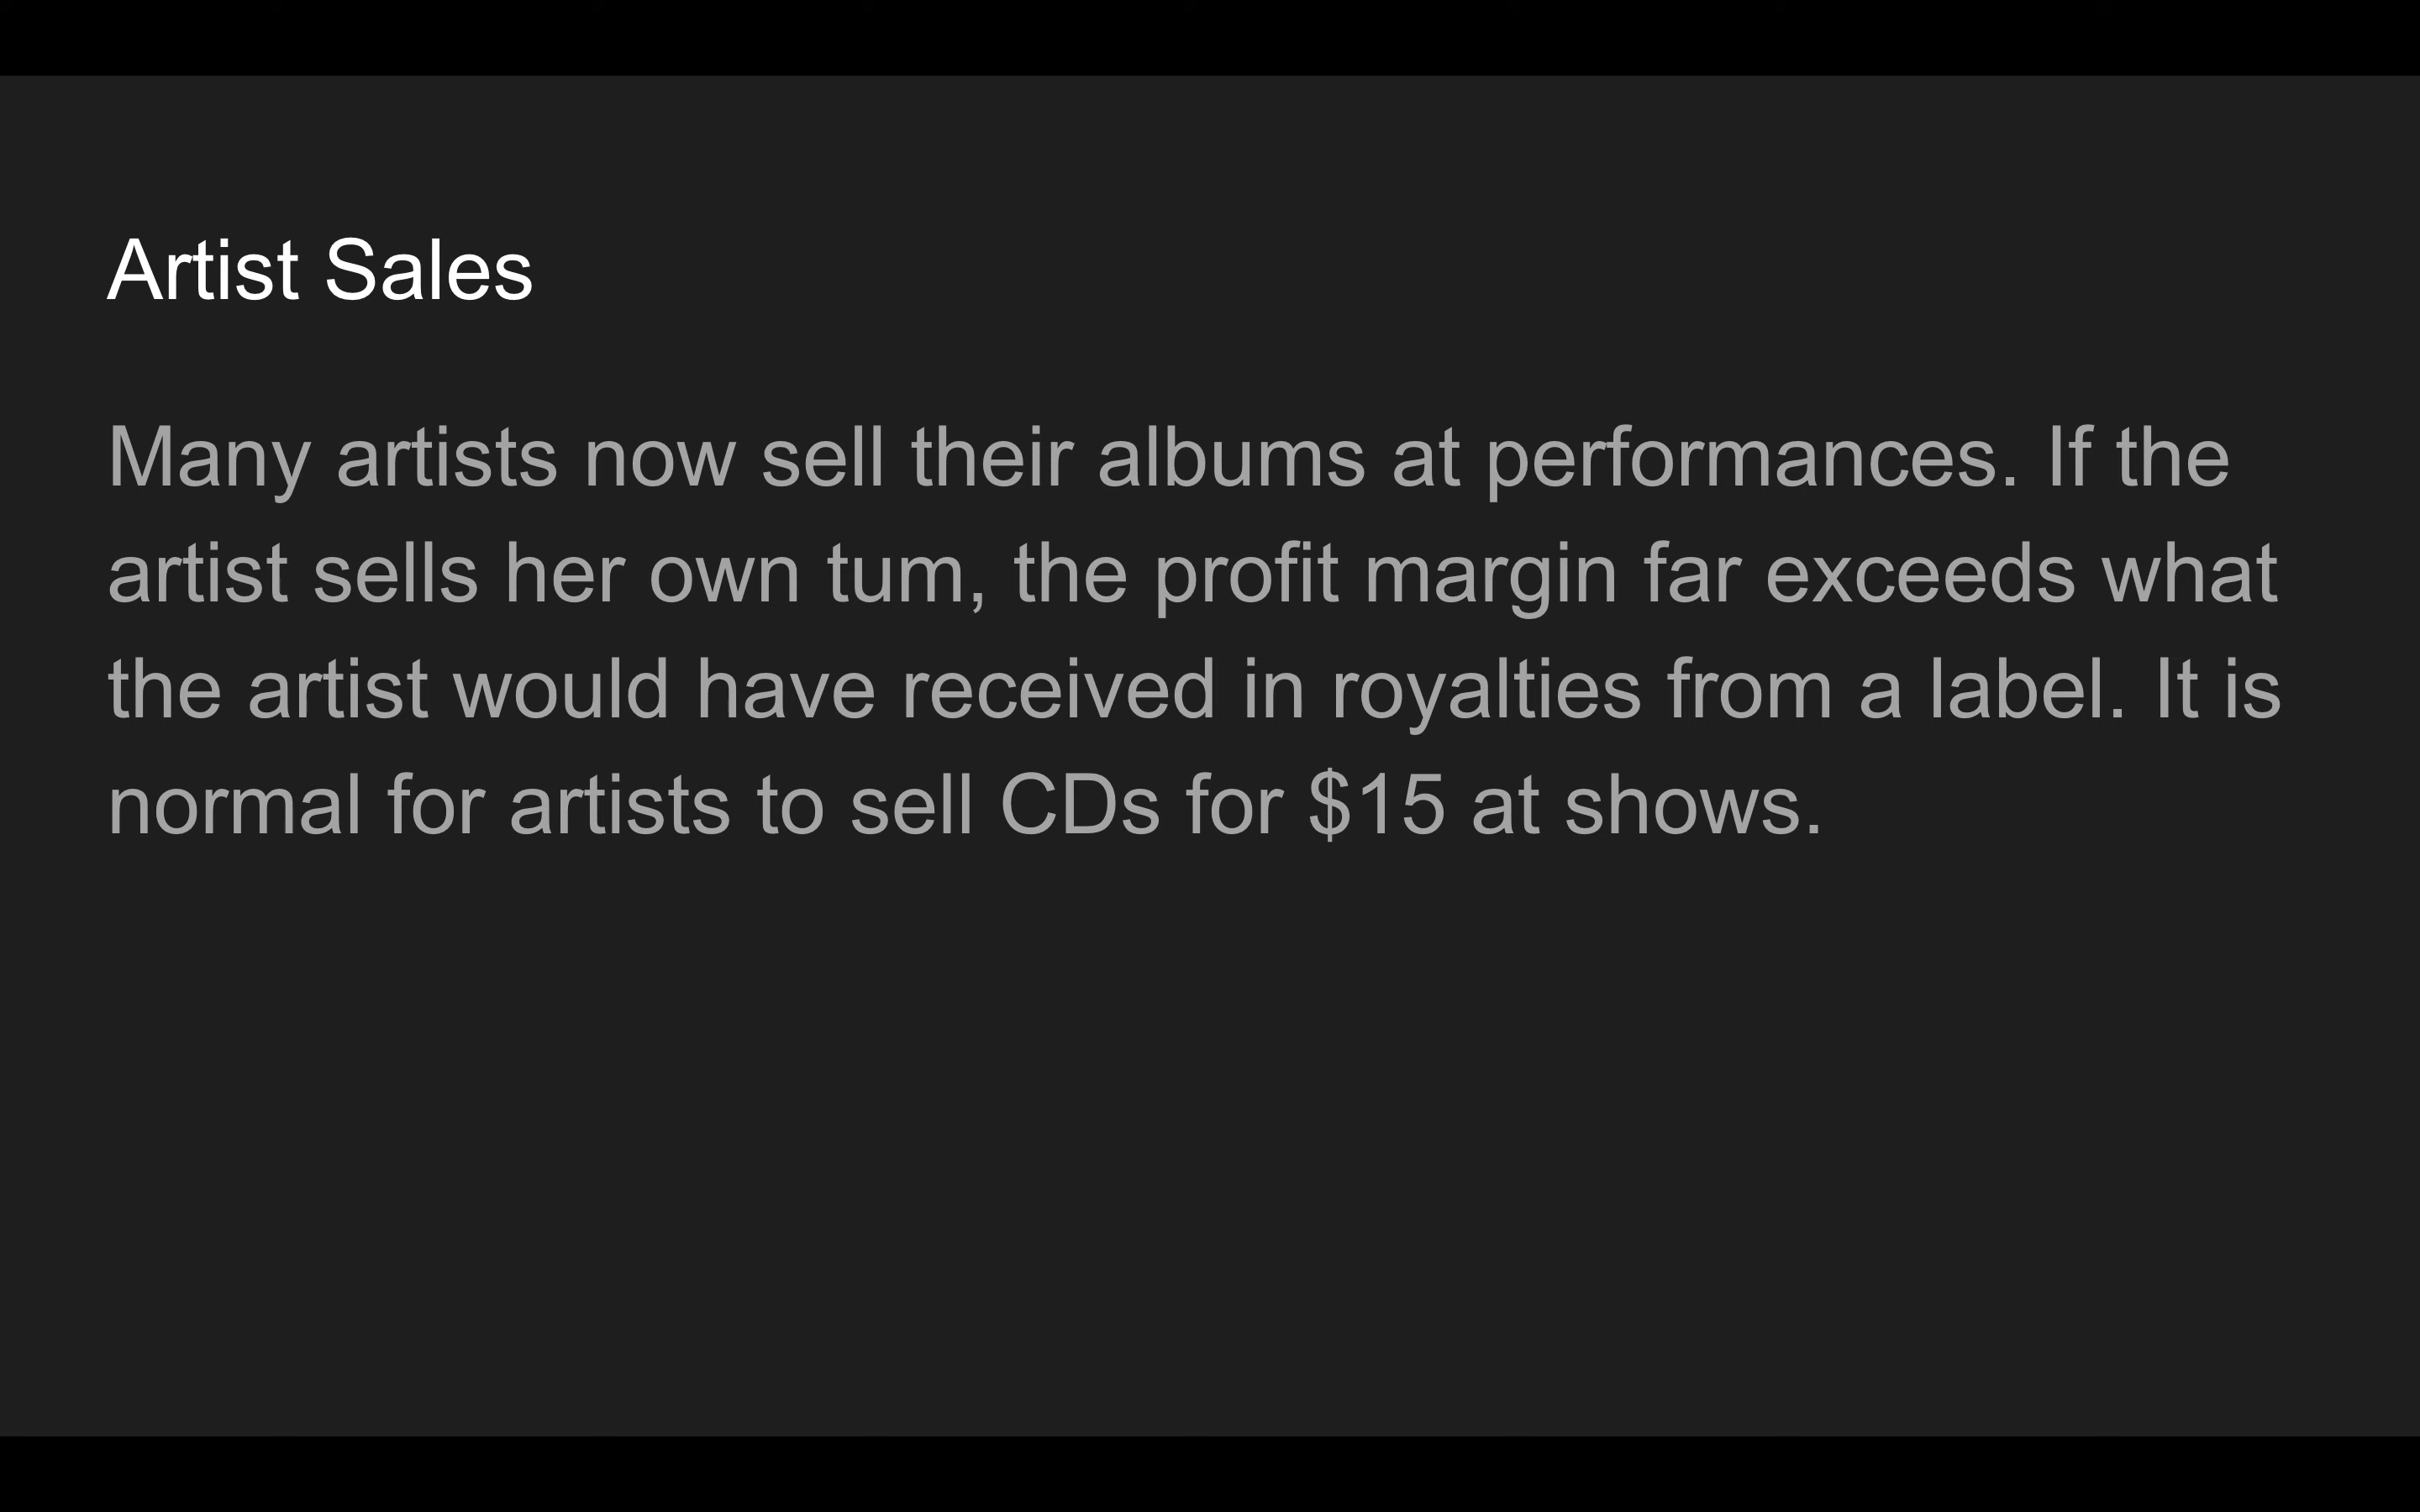 Artist Sales
Many artists now sell their albums at performances. If the
artist sells her own tum, the profit margin far exceeds what
the artist would have received in royalties from a label. It is
normal for artists to sell CDs for $15 at shows.